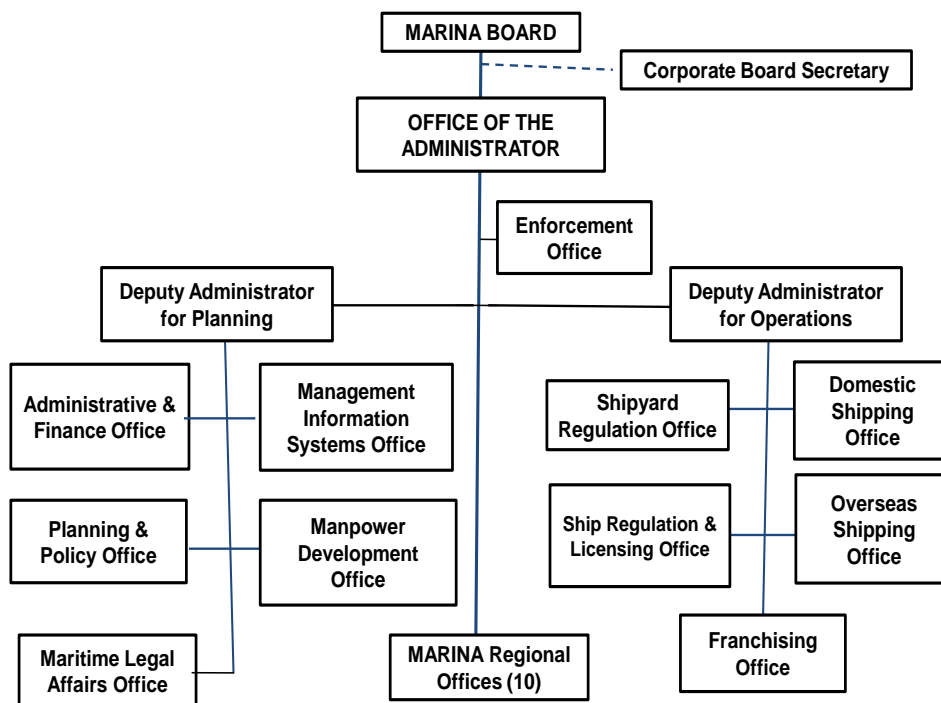 MARINA BOARD
Corporate Board Secretary
OFFICE OF THE
ADMINISTRATOR
Enforcement
Office
Deputy Administrator
for Planning
Deputy Administrator
for Operations
Administrative &
Finance Office
Management
Information
Systems Office
Shipyard
Regulation Office
Domestic
Shipping
Office
Planning &
Policy Office
Manpower
Development
Office
Ship Regulation &
Licensing Office
Overseas
Shipping
Office
Maritime Legal
Affairs Office
MARINA Regional
Offices (10)
Franchising
Office